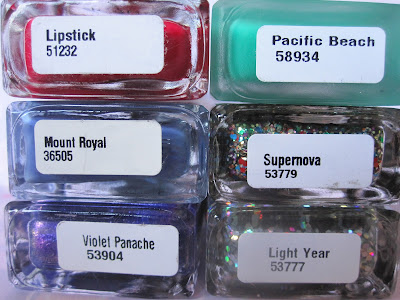 Lipstick
51232
Pacific Beach
58934
Mount Royal
36505
Supernova
53779
Violet Panache
53904
Light Year
53777